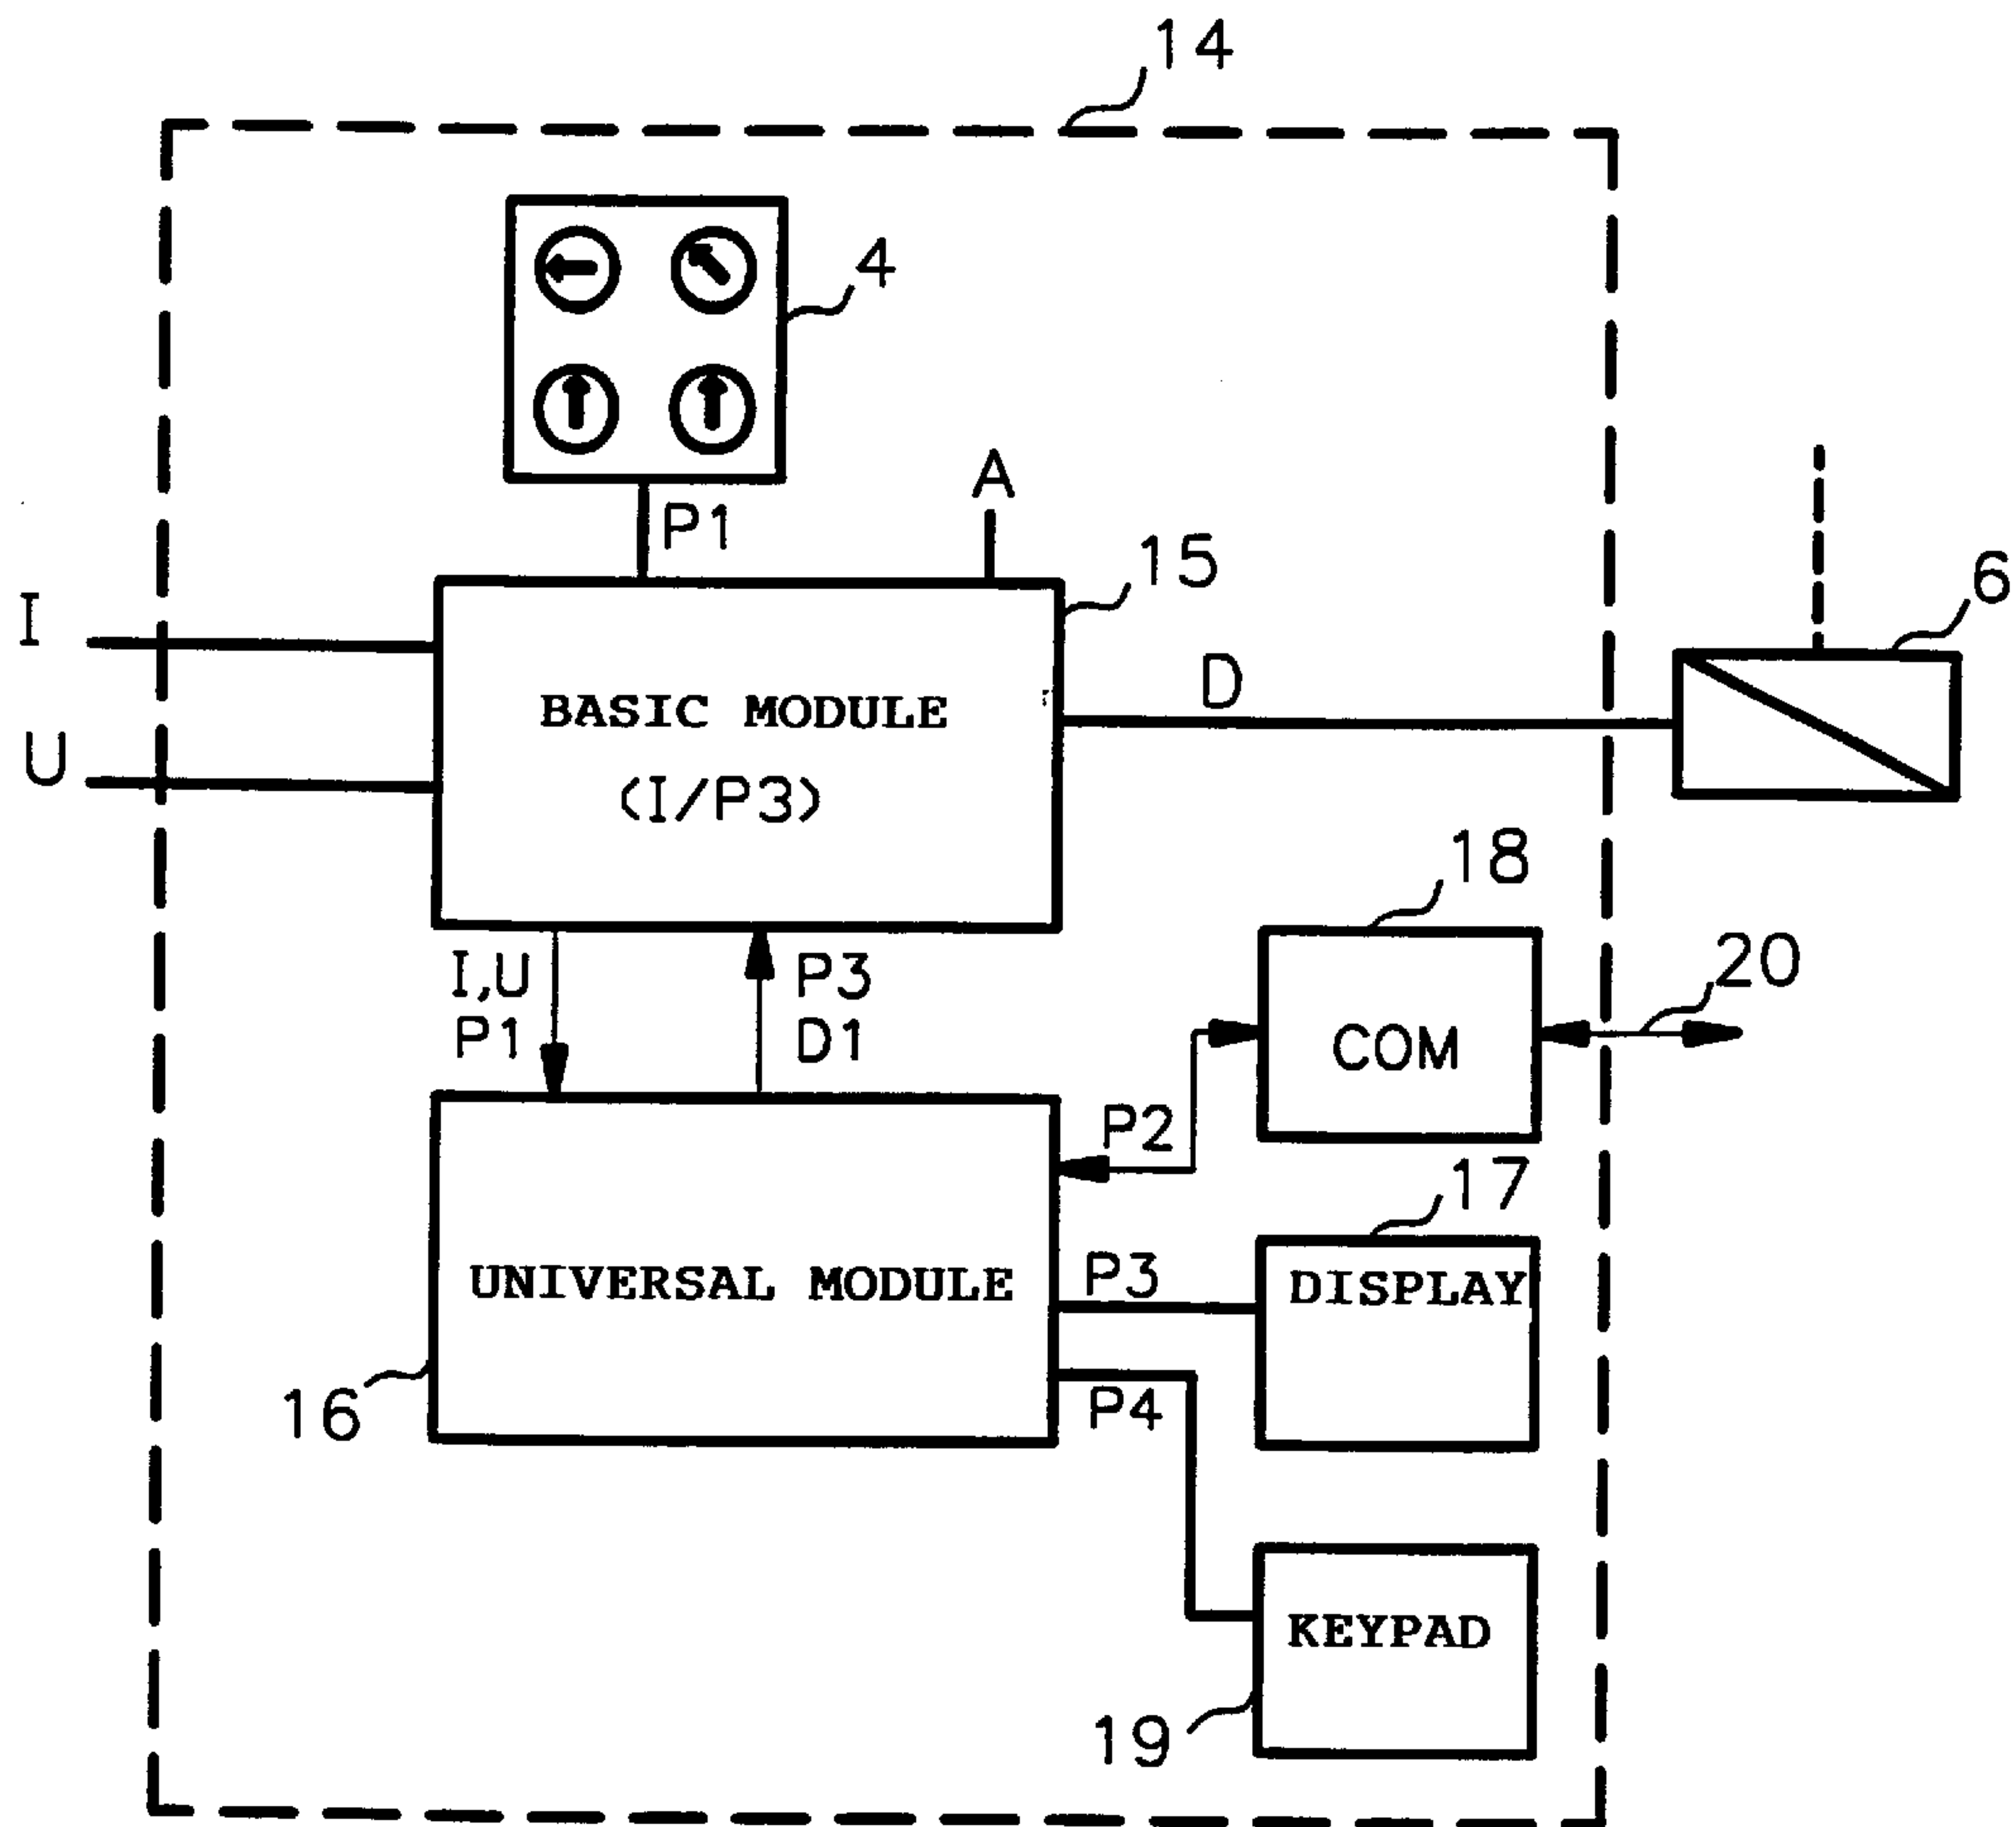 14
4
P1
A
15
I
6
D
BASIC MODULE
U
(I/P3)
18
I,U
P3
20
P1
D1
COM
P2
17
P3
DISPLAY
UNIVERSAL MODULE
P4
16
KEYPAD
19